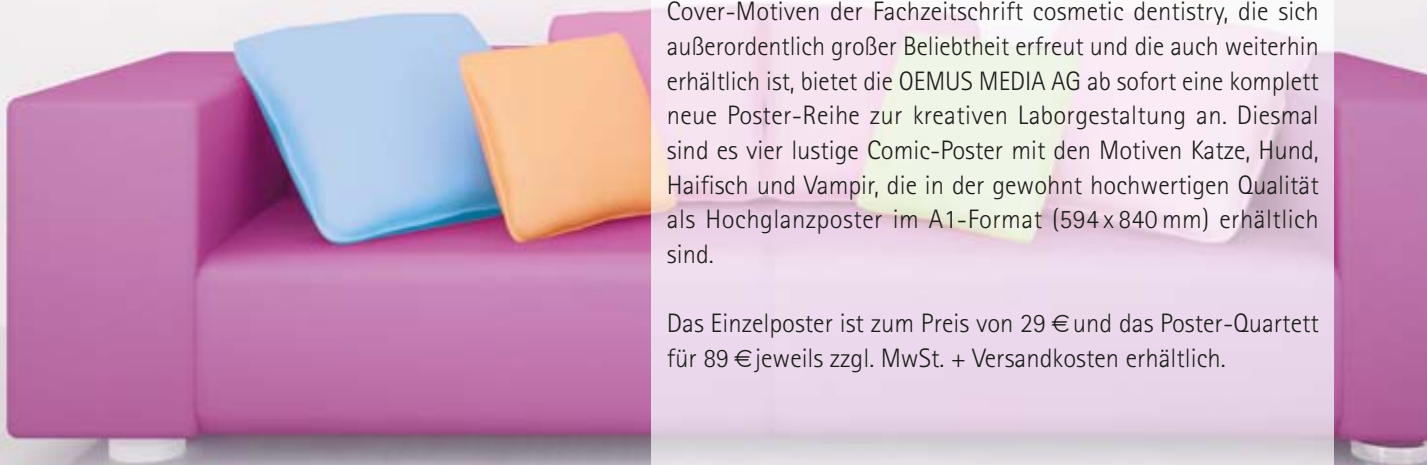 Cover-Motiven der Fachzeitschrift cosmetic dentistry, die sich
außerordentlich großer Beliebtheit erfreut und die auch weiterhin
erhältlich ist, bietet die OEMUS MEDIA AG ab sofort eine komplett
neue Poster-Reihe zur kreativen Laborgestaltung an. Diesmal
sind es vier lustige Comic-Poster mit den Motiven Katze, Hund,
Haifisch und Vampir, die in der gewohnt hochwertigen Qualität
als Hochglanzposter im A1-Format (594 x 840 mm) erhältlich
sind.
Das Einzelposter ist zum Preis von 29 € und das Poster-Quartett
für 89 € jeweils zzgl. MwSt. + Versandkosten erhältlich.